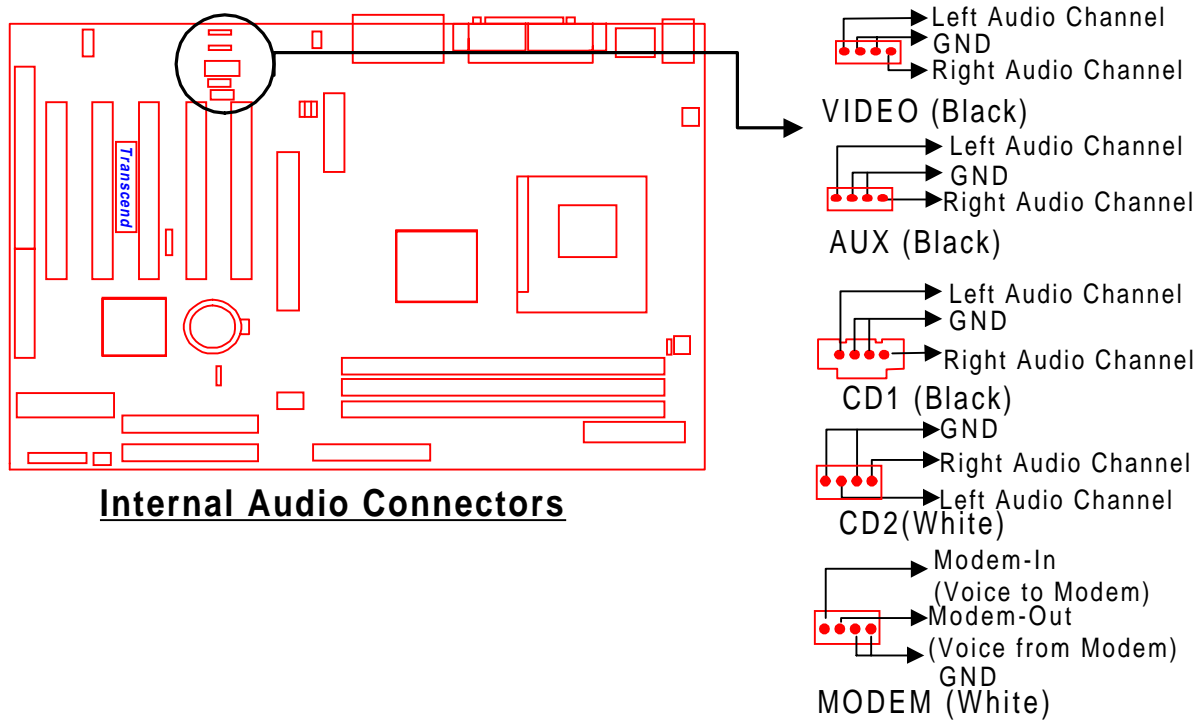 Transcend
Internal Audio Connectors
Left Audio Channel
GND
Right Audio Channel
VIDEO (Black)
Left Audio Channel
GND
Right Audio Channel
AUX (Black)
Left Audio Channel
GND
Right Audio Channel
CD1 (Black)
GND
Right Audio Channel
Left Audio Channel
CD2(White)
Modem-In
(Voice to Modem)
Modem-Out
(Voice from Modem)
GND
MODEM (White)